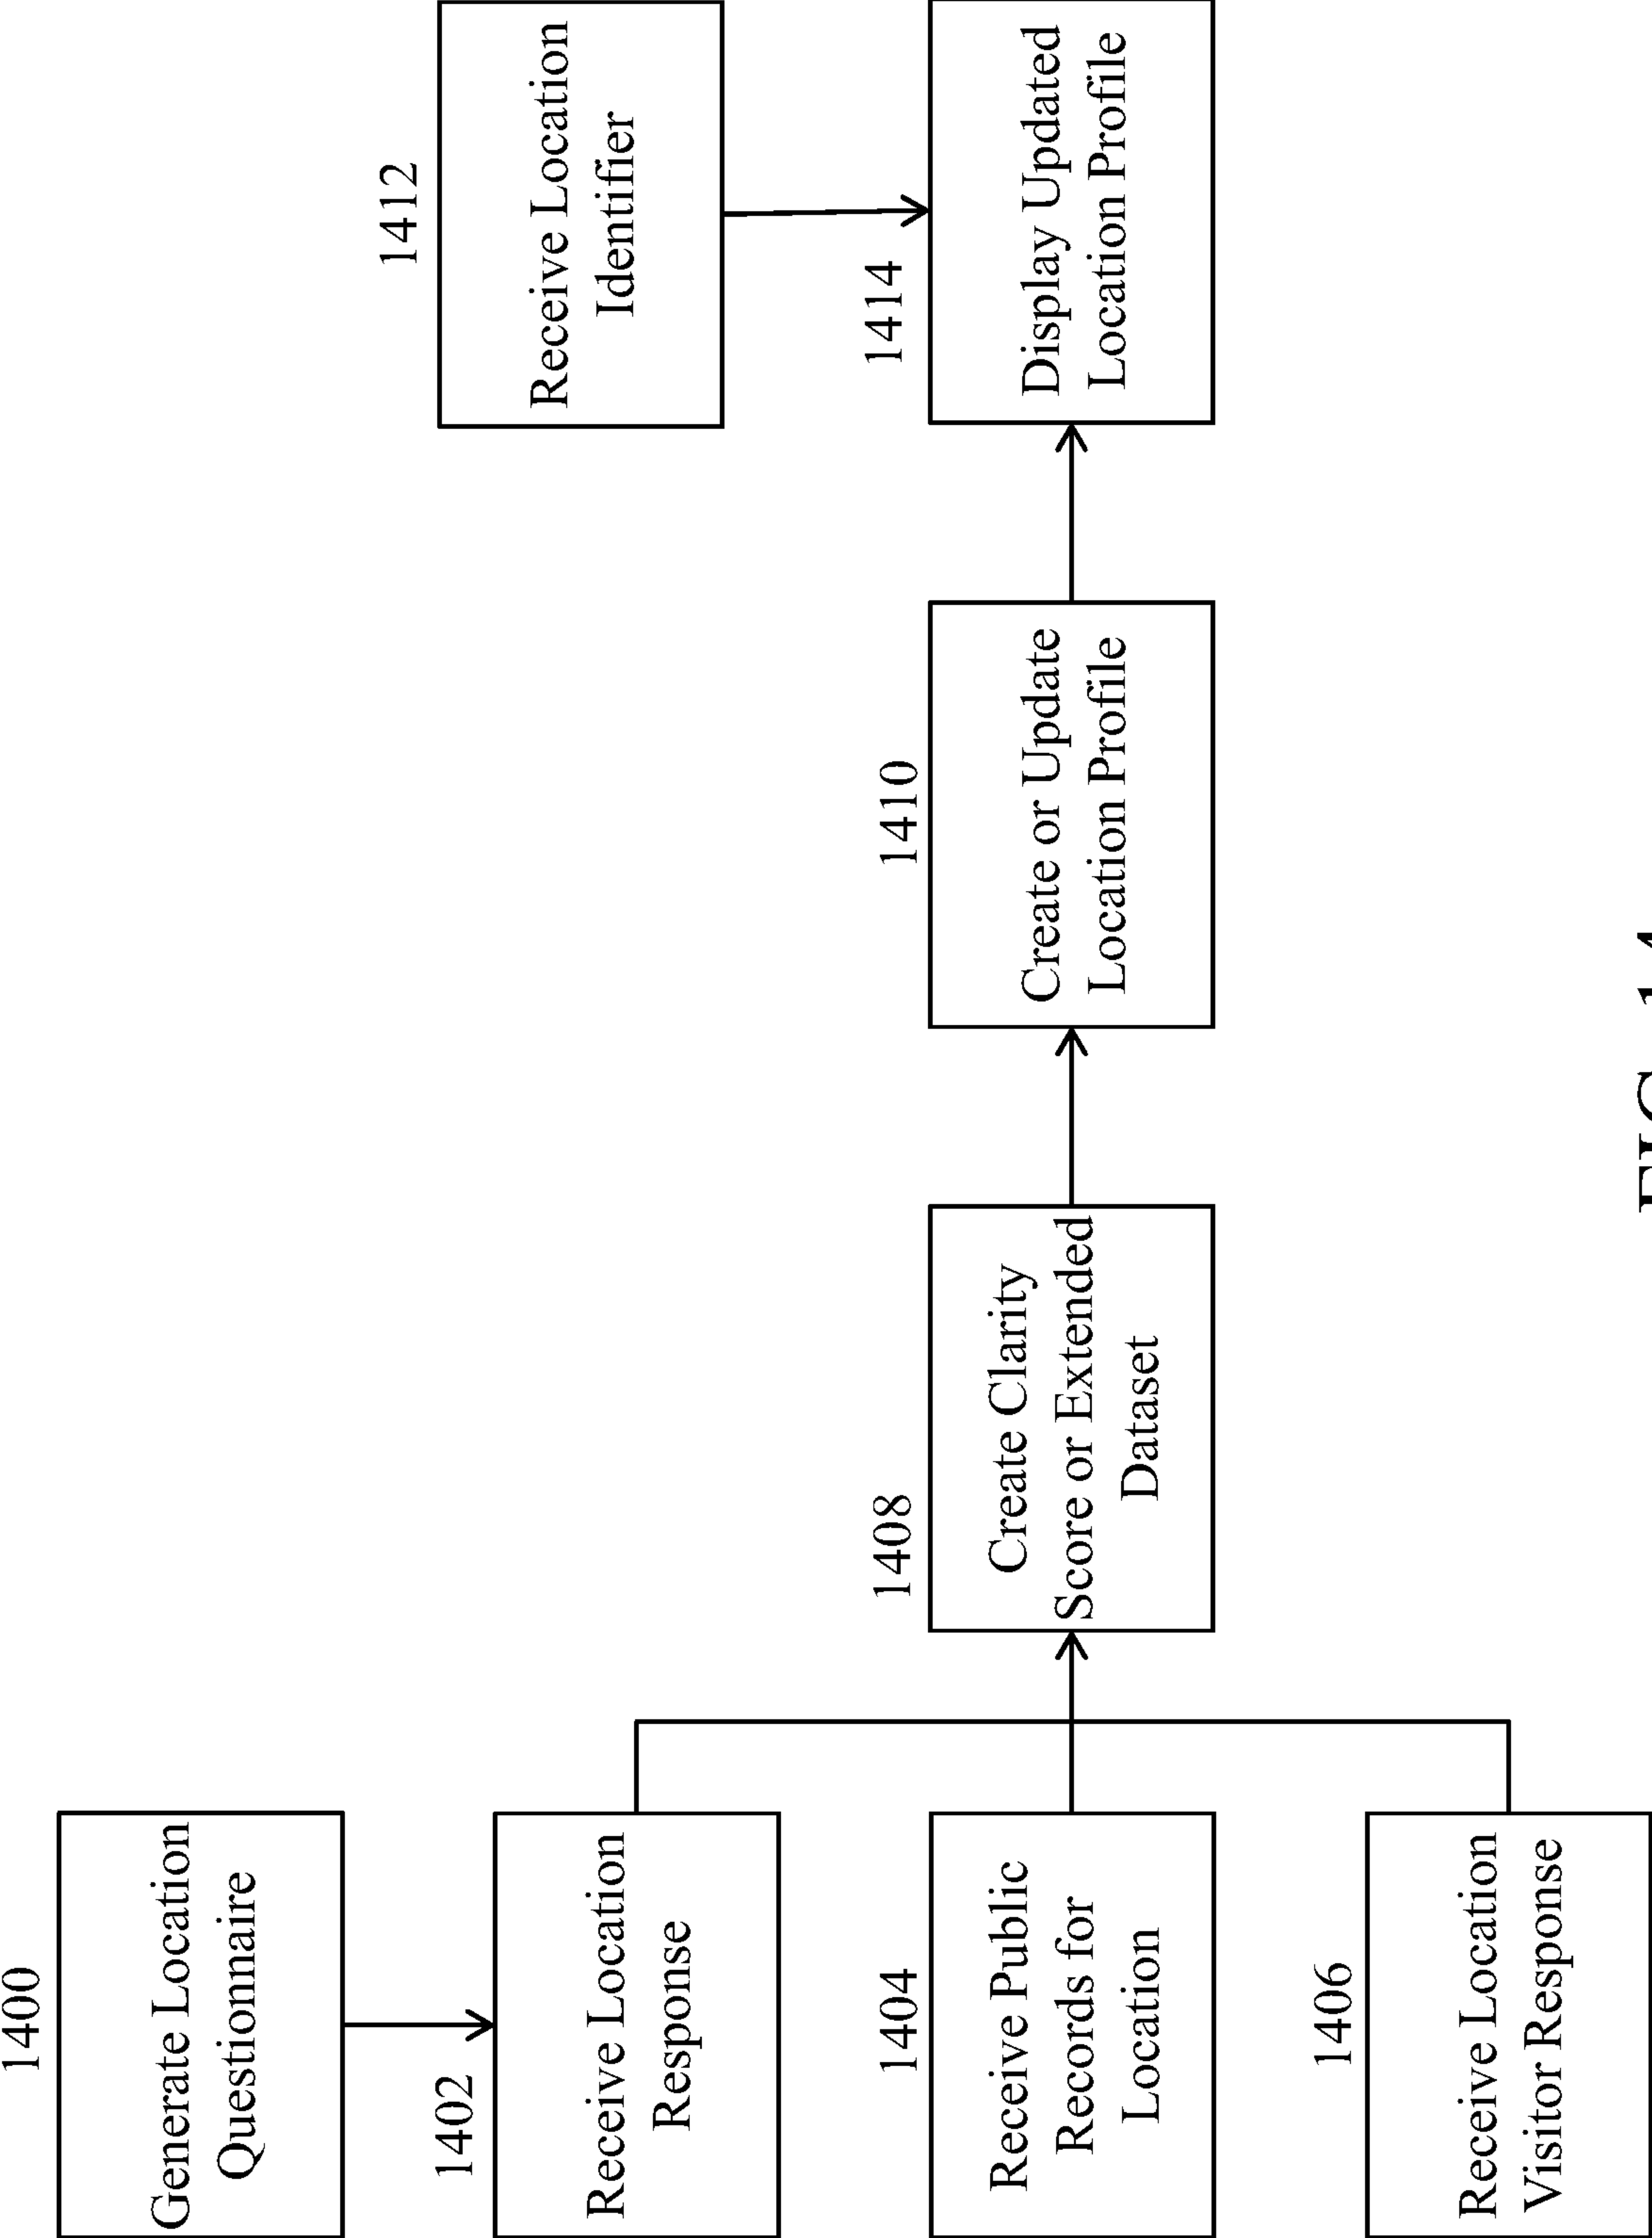 1400
Generate Location
Questionnaire
1402
Receive Location
Response
1404
Receive Public
Records for
Location
1406
Receive Location
Visitor Response
1408
Create Clarity
Score or Extended
Dataset
1410
Create or Update
Location Profile
1412
Receive Location
Identifier
1414
Display Updated
Location Profile
FIG. 14